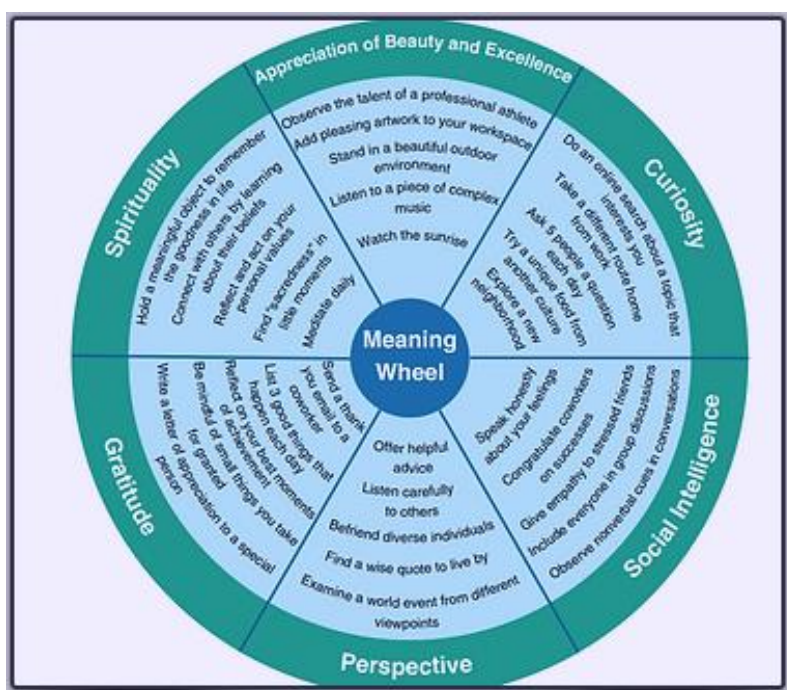 Appreciation of Beauty and Excellence
Observe the talent of a professional athlete
Add pleasing artwork to your workspace
Stand in a beautiful outdoor
environment
Listen to a piece of complex
music
Watch the sunrise
Curiosity
Do an online search about a topic that
interests you
Take a different route home
from work
Ask 5 people a question
each day
Try a unique food from
another culture
Explore a new
neighborhood
Social Intelligence
Speak honestly
about your feelings
Congratulate coworkers
on successes
Give empathy to stressed friends
Include everyone in group discussions
Observe nonverbal cues in conversations
Perspective
Offer helpful
advice
Listen carefully
to others
Befriend diverse individuals
Find a wise quote to live by
Examine a world event from different
viewpoints
Gratitude
Send a thank
you email to a
coworker
List 3 good things that
happen each day
Reflect on your best moments
of achievement
Be mindful of small things you take
for granted
Write a letter of appreciation to a special
person
Spirituality
Hold a meaningful object to remember
the goodness in life
Connect with others by learning
about their beliefs
Reflect and act on your
personal values
Find "sacredness" in
little moments
Meditate daily
Meaning
Wheel